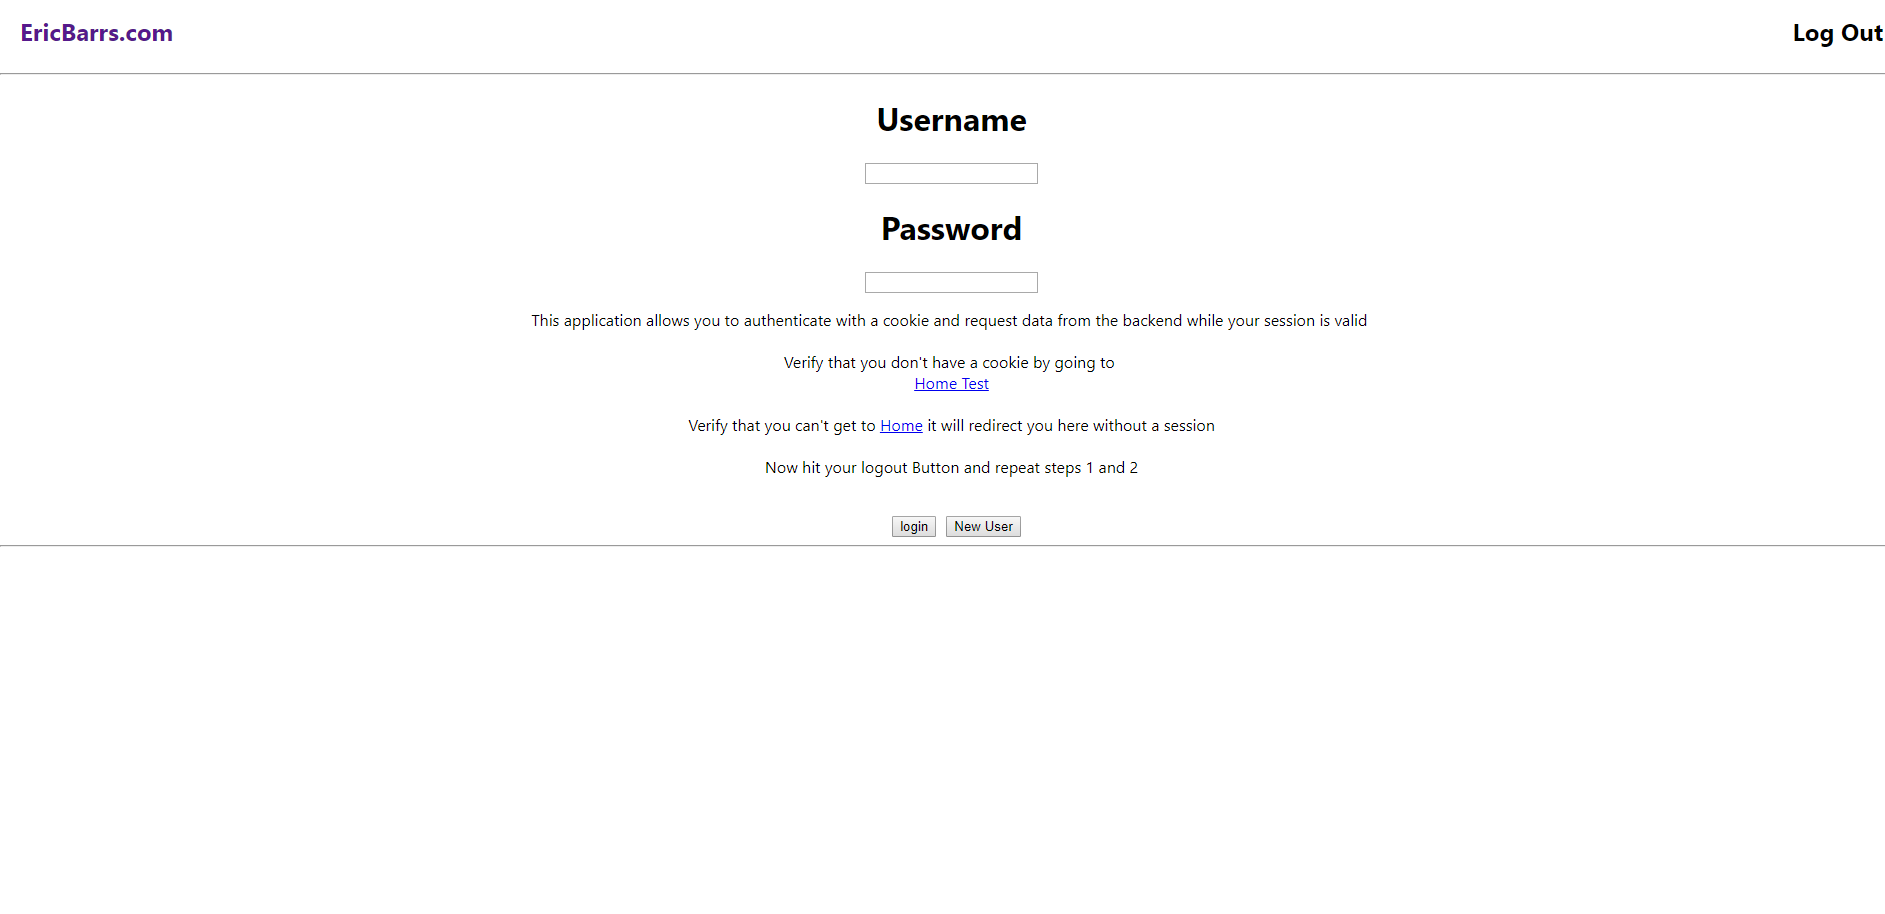 EricBarrs.com
Log Out
Username
Password
This application allows you to authenticate with a cookie and request data from the backend while your session is valid
Verify that you don't have a cookie by going to
Home Test
Verify that you can't get to Home it will redirect you here without a session
Now hit your logout Button and repeat steps 1 and 2
login
New User